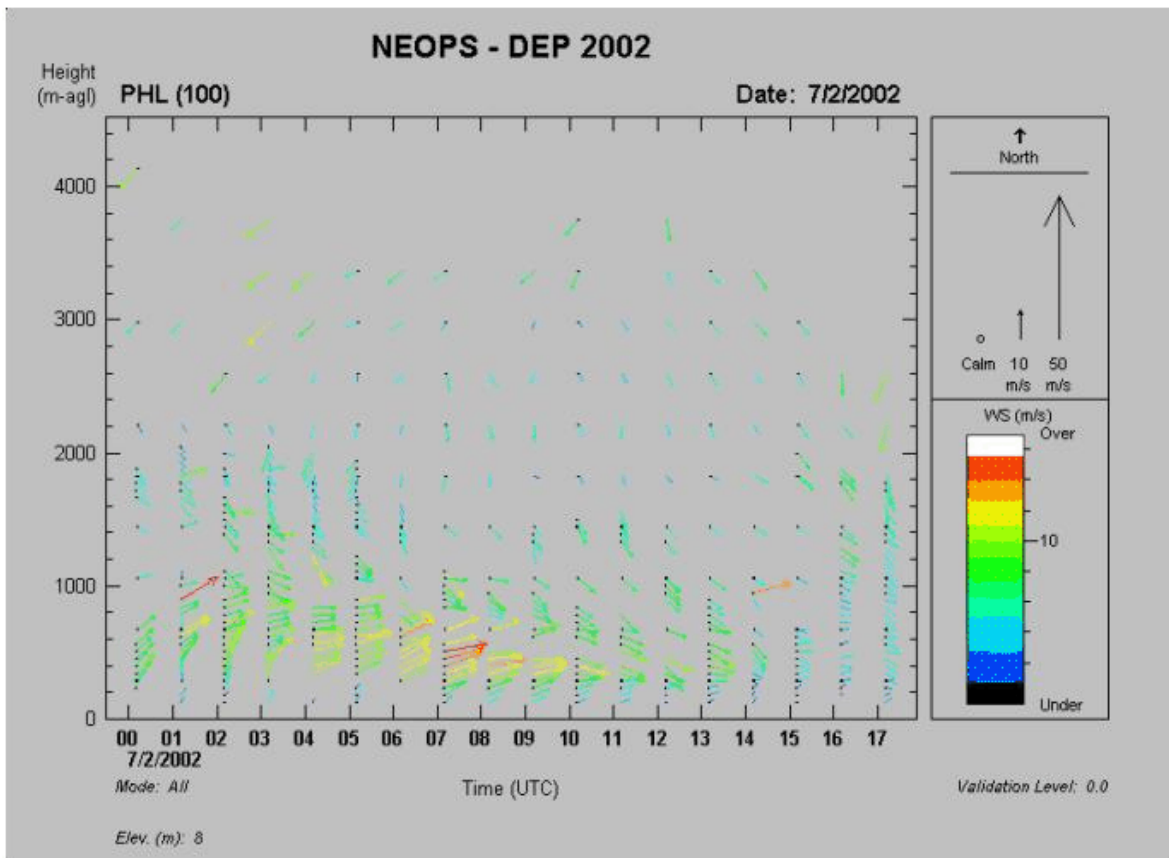 NEOPS - DEP 2002
Height
(m-agl)
PHL (100)
Date: 7/2/2002
4000
3000
2000
1000
0
00 01 02 03 04 05 06 07 08 09 10 11 12 13 14 15 16 17
7/2/2002
Time (UTC)
Mode: All
Validation Level: 0.0
Elev. (m): 8
North
Calm 10 50
m/s m/s
WS (m/s)
Over
10
Under